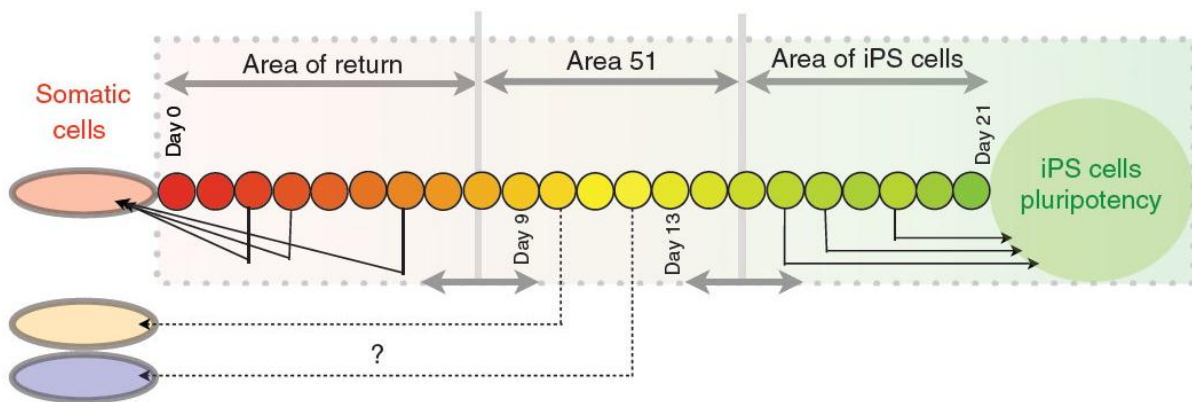 Area of return
Area 51
Area of iPS cells
Somatic
cells
Day 0
Day 21
iPS cells
pluripotency
Day 9
Day 13
?